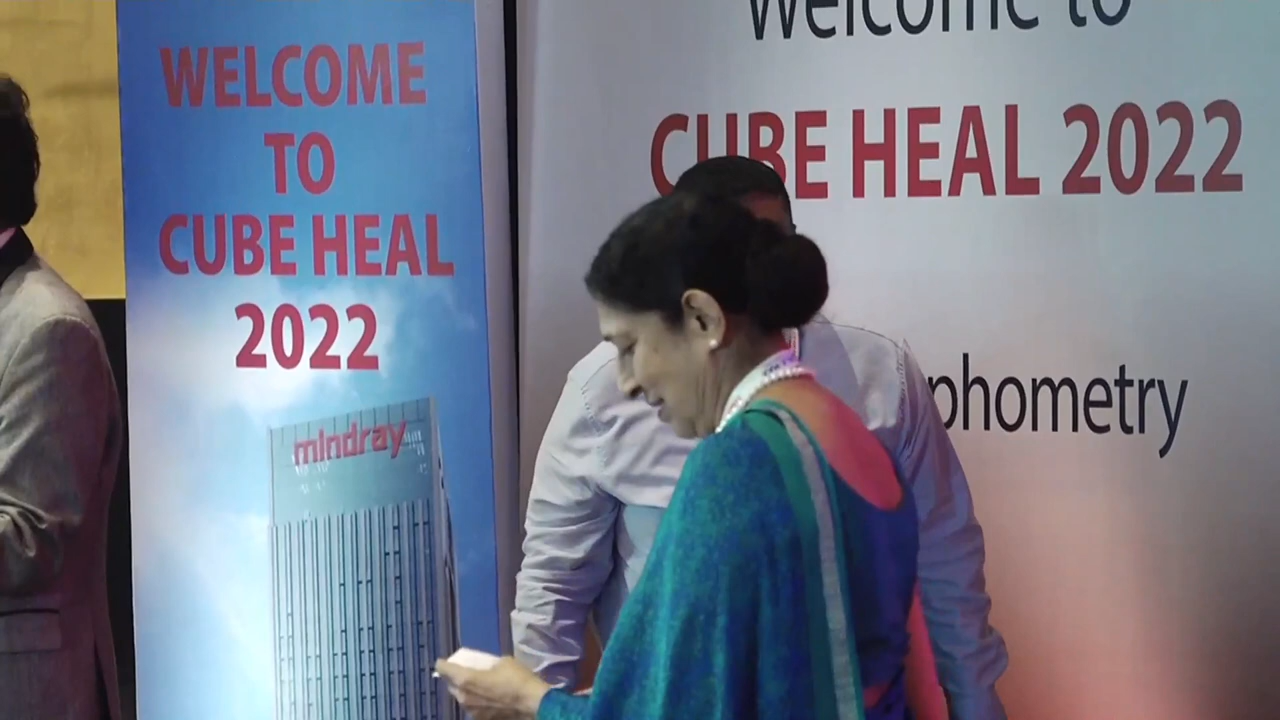 WELCOME
TO
CUBE HEAL
2022
mindray
Welcome to
CUBE HEAL 2022
phometry